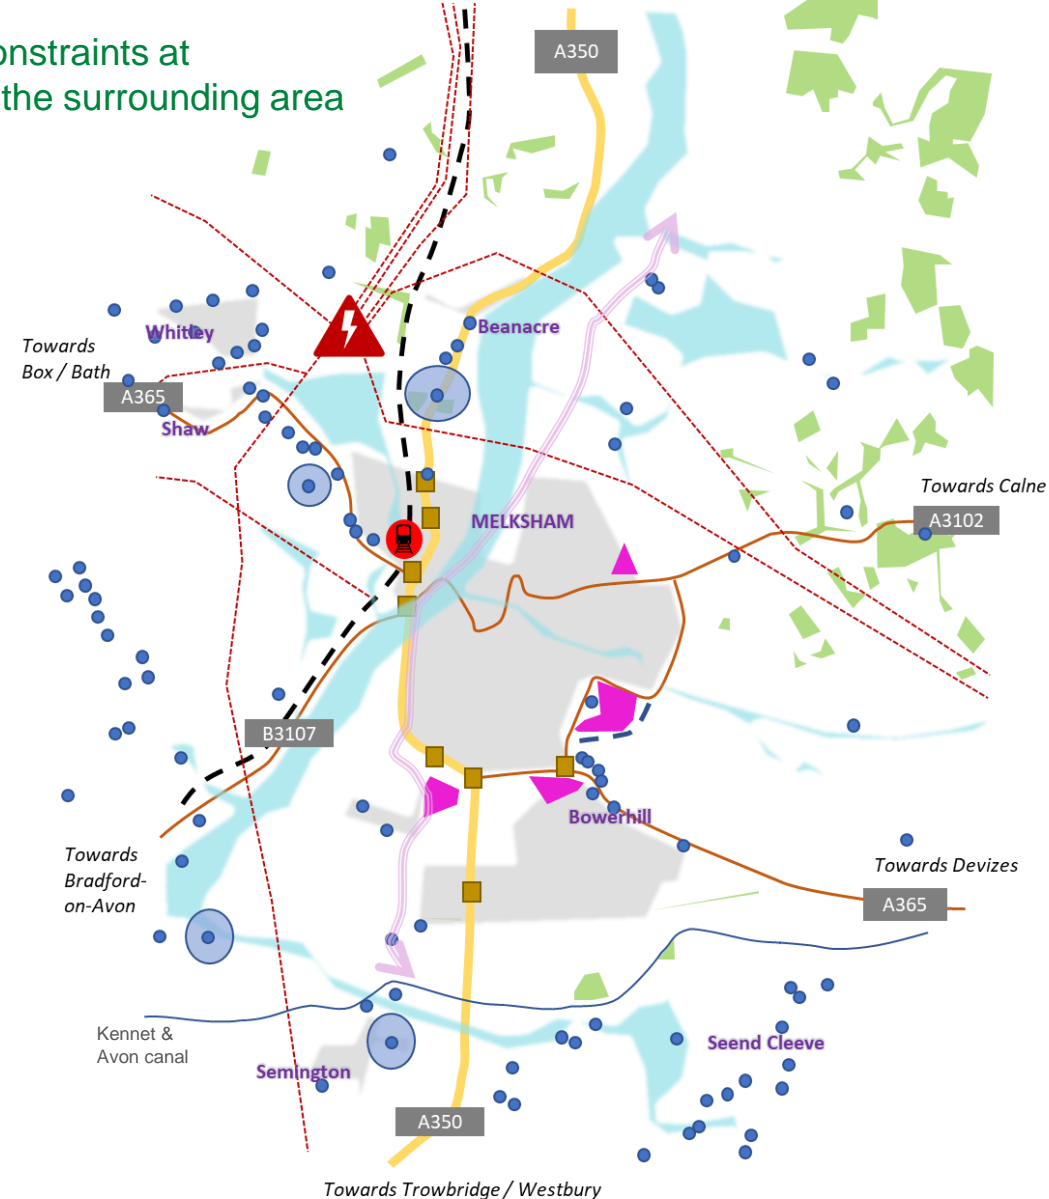 onstraints at
the surrounding area
A350
Beanacre
Whitley
Towards
Box / Bath
A365
Shaw
Towards Calne
MELKSHAM
A3102
B3107
Bowerhill
Towards
Bradford-
on-Avon
Towards Devizes
A365
Kennet &
Avon canal
Seend Cleeve
Semington
A350
Towards Trowbridge / Westbury